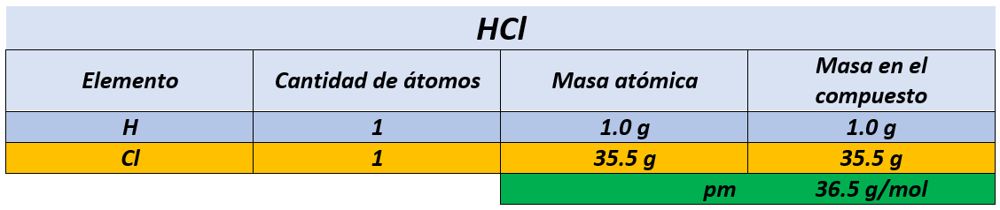 HCl
Elemento Cantidad de átomos Masa atómica Masa en el
compuesto
H 1 1.0 g 1.0 g
Cl 1 35.5 g 35.5 g
pm 36.5 g/mol